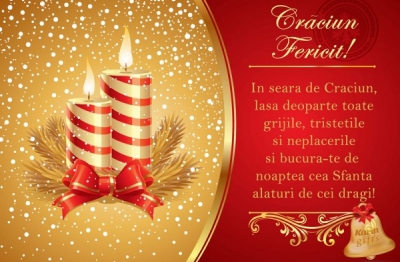 Crăciun
Fericit!
In seara de Craciun,
lasa deoparte toate
grijile, tristetile
si neplacerile
si bucura-te de
noaptea cea Sfanta
alaturi de cei dragi!